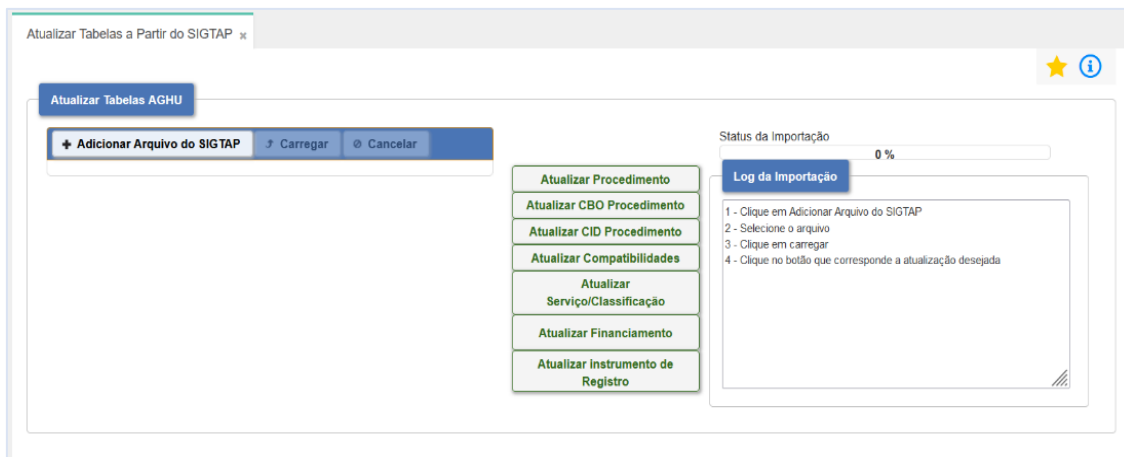 Atualizar Tabelas a Partir do SIGTAP
Atualizar Tabelas AGHU
Adicionar Arquivo do SIGTAP
Carregar
Cancelar
Atualizar Procedimento
Atualizar CBO Procedimento
Atualizar CID Procedimento
Atualizar Compatibilidades
Atualizar
Serviço/Classificação
Atualizar Financiamento
Atualizar instrumento de
Registro
Status da Importação
0 %
Log da Importação
1 - Clique em Adicionar Arquivo do SIGTAP
2 - Selecione o arquivo
3 - Clique em carregar
4 - Clique no botão que corresponde a atualização desejada